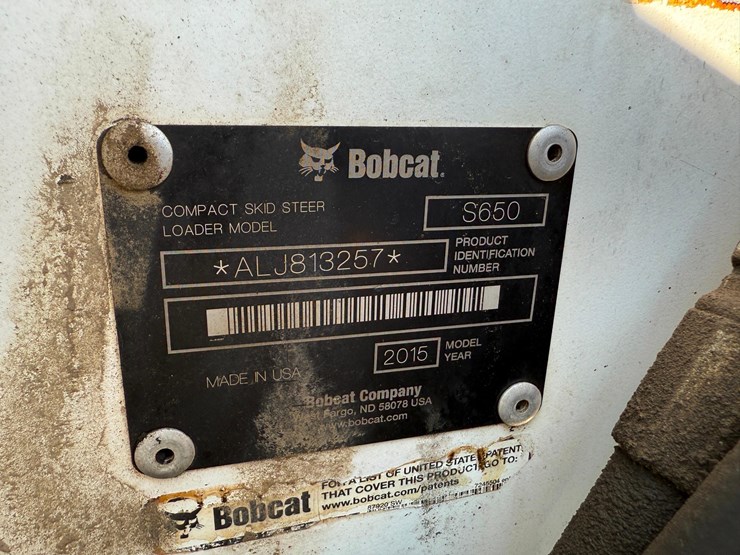 Bobcat.
COMPACT SKID STEER
LOADER MODEL
S650
*ALJ813257*
PRODUCT
IDENTIFICATION
NUMBER
2015
MODEL
YEAR
MADE IN USA
Bobcat Company
Fargo, ND 58078 USA
www.bobcat.com
Bobcat
FOR A LIST OF UNITED STATES PATENTS
THAT COVER THIS PRODUCT, GO TO:
www.bobcat.com/patents